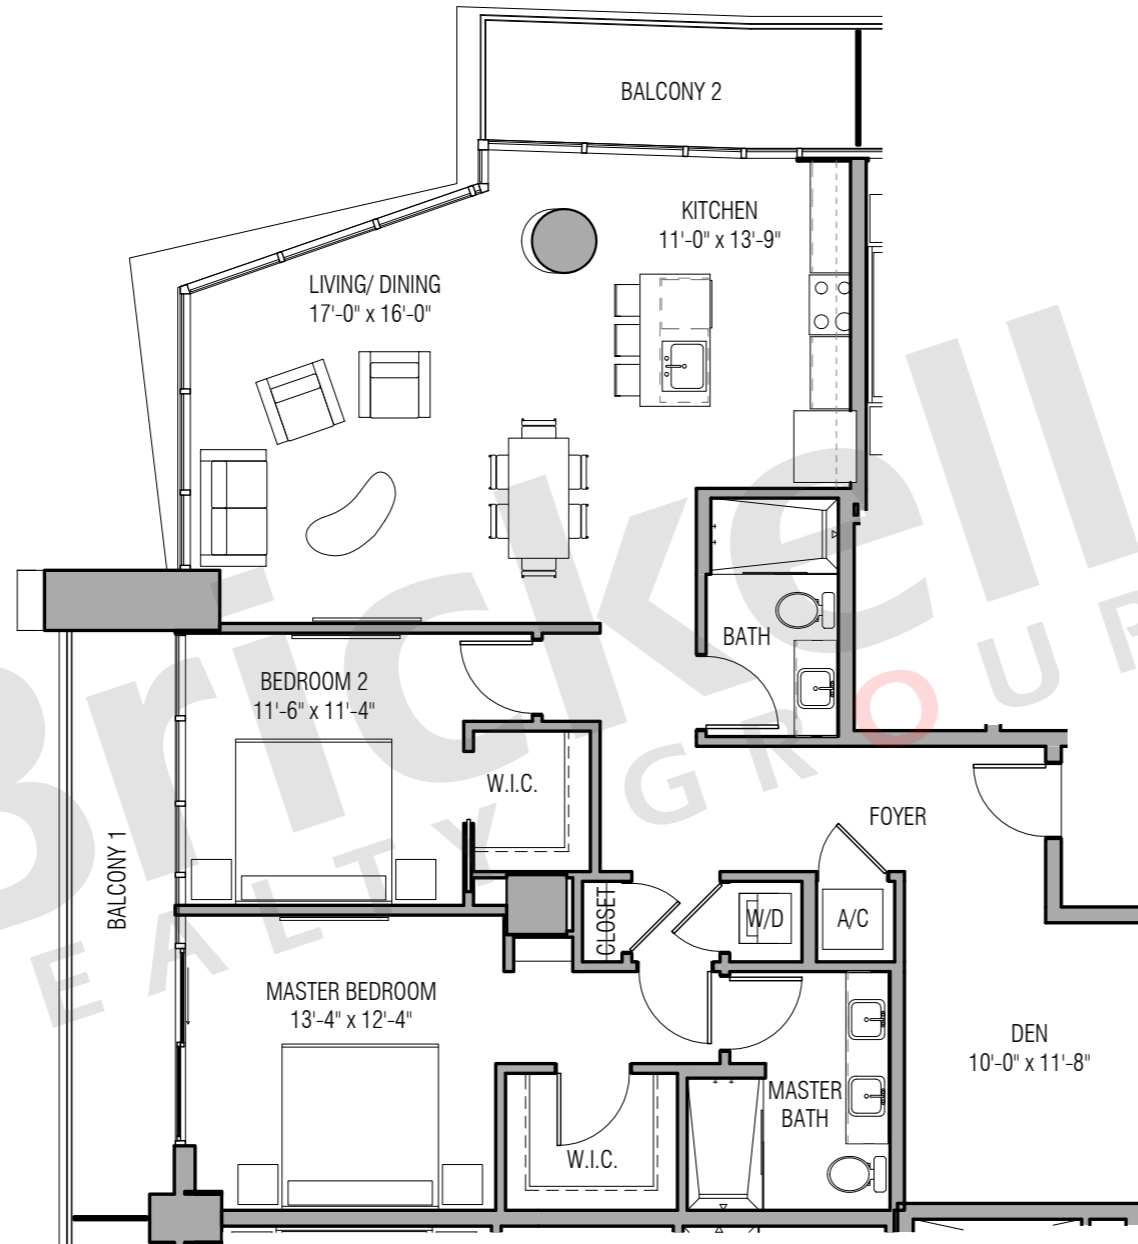 BALCONY 2
KITCHEN
11'-0" x 13'-9"
LIVING/ DINING
17'-0" x 16'-0"
BATH
BEDROOM 2
11'-6" x 11'-4"
W.I.C.
FOYER
BALCONY 1
CLOSET
W/D
A/C
MASTER BEDROOM
13'-4" x 12'-4"
DEN
10'-0" x 11'-8"
MASTER
BATH
W.I.C.
Brickell
EALTY GROUP